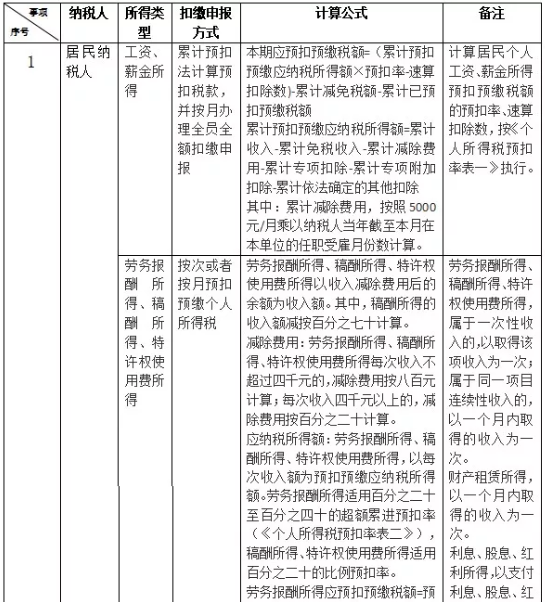 事项
序号
纳税人
所得类
型
扣缴申报
方式
计算公式
备注
1
居民纳
税人
工资、
薪金所
得
累计预扣
法计算预
扣税款，
并按月办
理全员全
额扣缴申
报
本期应预扣预缴税额=（累计预扣
预缴应纳税所得额×预扣率-速算
扣除数)-累计减免税额-累计已预
扣预缴税额
累计预扣预缴应纳税所得额=累计
收入-累计免税收入-累计减除费
用-累计专项扣除-累计专项附加
扣除-累计依法确定的其他扣除
其中：累计减除费用，按照 5000
元/月乘以纳税人当年截至本月在
本单位的任职受雇月份数计算。
计算居民个人
工资、薪金所得
预扣预缴税额
的预扣率、速算
扣除数，按《个
人所得税预扣
率表一》执行。
劳务报
酬所
得、稿
酬所
得、特
许权使
用费所
得
按次或者
按月预扣
预缴个人
所得税
劳务报酬所得、稿酬所得、特许权
使用费所得以收入减除费用后的
余额为收入额。其中，稿酬所得的
收入额减按百分之七十计算。
减除费用：劳务报酬所得、稿酬所
得、特许权使用费所得每次收入不
超过四千元的，减除费用按八百元
计算；每次收入四千元以上的，减
除费用按百分之二十计算。
应纳税所得额：劳务报酬所得、稿
酬所得、特许权使用费所得，以每
次收入额为预扣预缴应纳税所得
额。劳务报酬所得适用百分之二十
至百分之四十的超额累进预扣率
（《个人所得税预扣率表二》），
稿酬所得、特许权使用费所得适用
百分之二十的比例预扣率。
劳务报酬所得应预扣预缴税额=预
劳务报酬所得、
稿酬所得、特许
权使用费所得，
属于一次性收入
的，以取得该
项收入为一次；
属于同一项目
连续性收入的，
以一个月内取
得的收入为一
次。
财产租赁所得，
以一个月内取
得的收入为一
次。
利息、股息、红
利所得，以支付
利息、股息、红